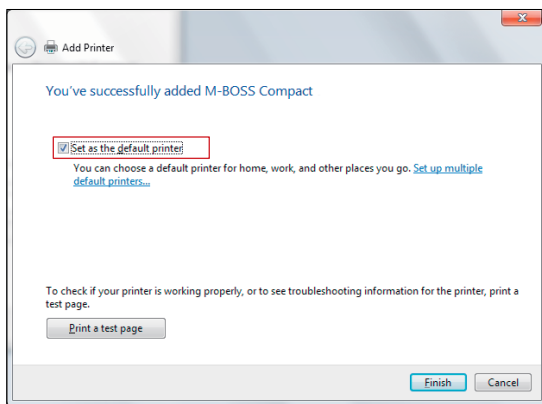 Add Printer
You've successfully added M-BOSS Compact
Set as the default printer
You can choose a default printer for home, work, and other places you go. Set up multiple
default printers...
To check if your printer is working properly, or to see troubleshooting information for the printer, print a
test page.
Print a test page
Finish
Cancel